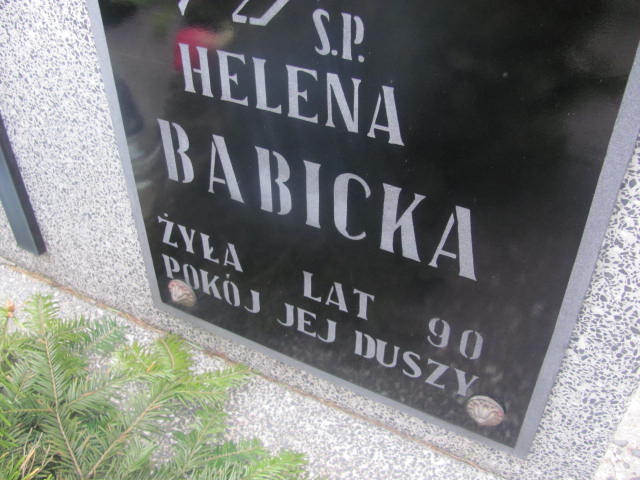 S.P.
HELENA
BABICKA
ŻYŁA LAT 90
POKÓJ JEJ DUSZY